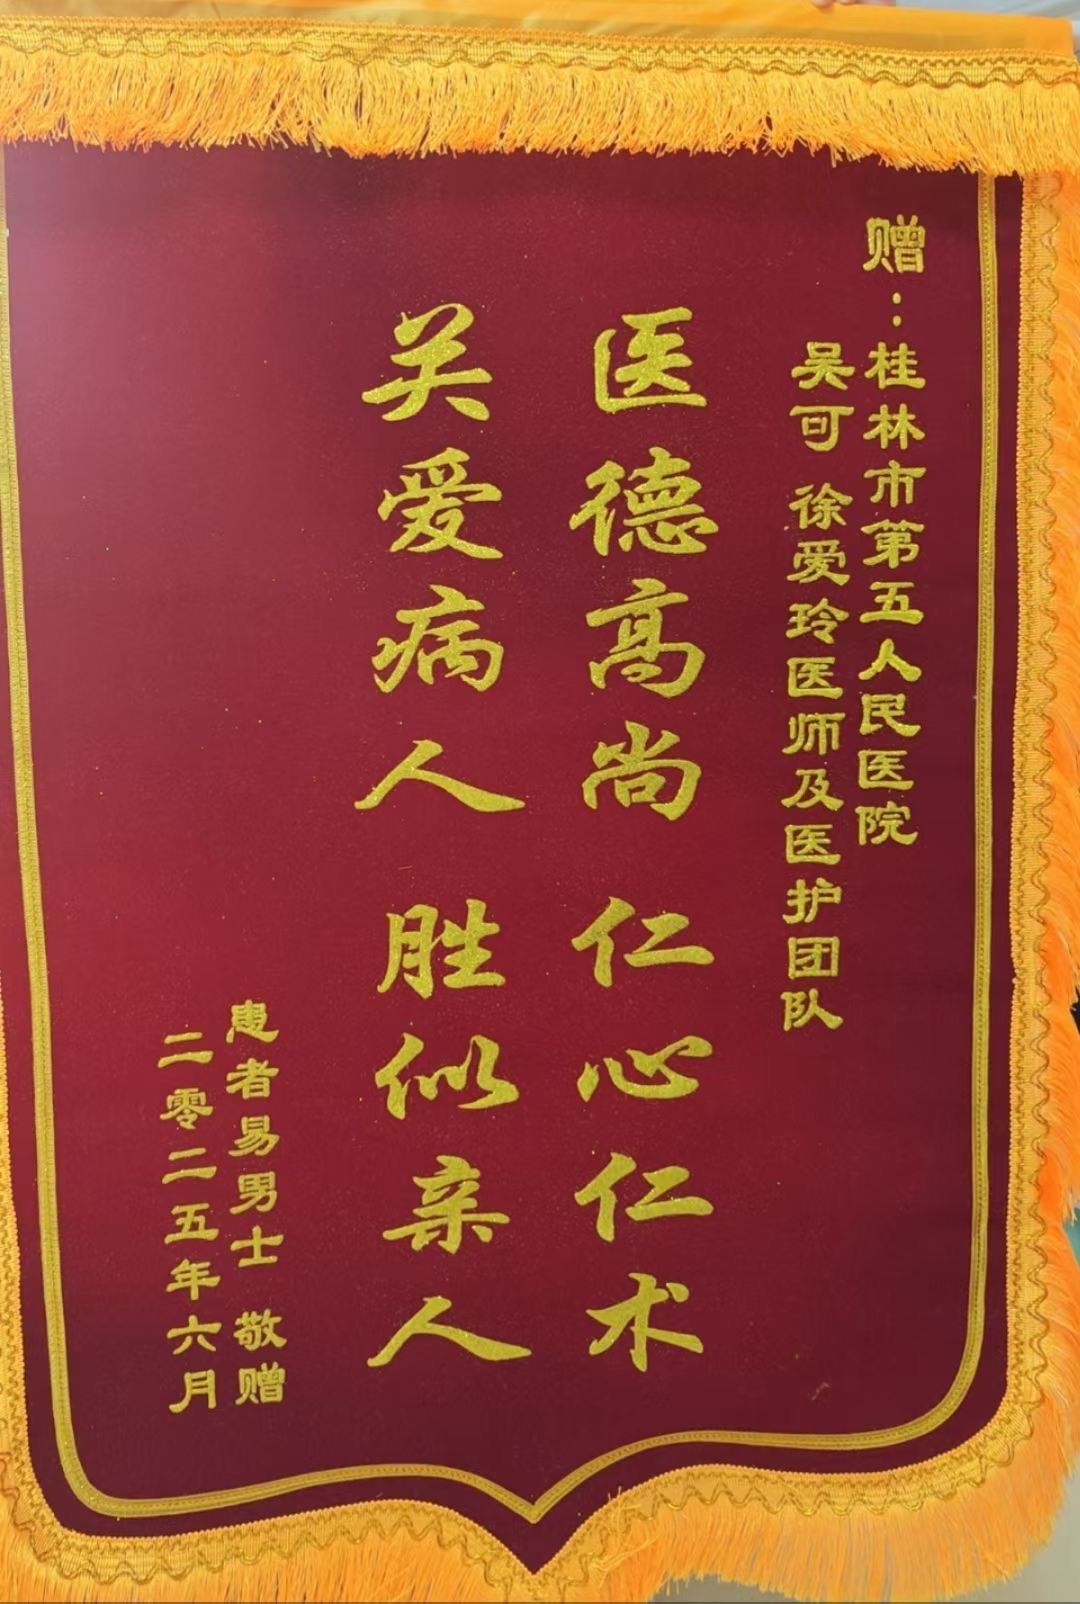 赠：桂林市第五人民医院
吴可 徐爱玲医师及医护团队
医德高尚 仁心仁术
关爱病人 胜似亲人
患者易男士 敬赠
二零二五年六月